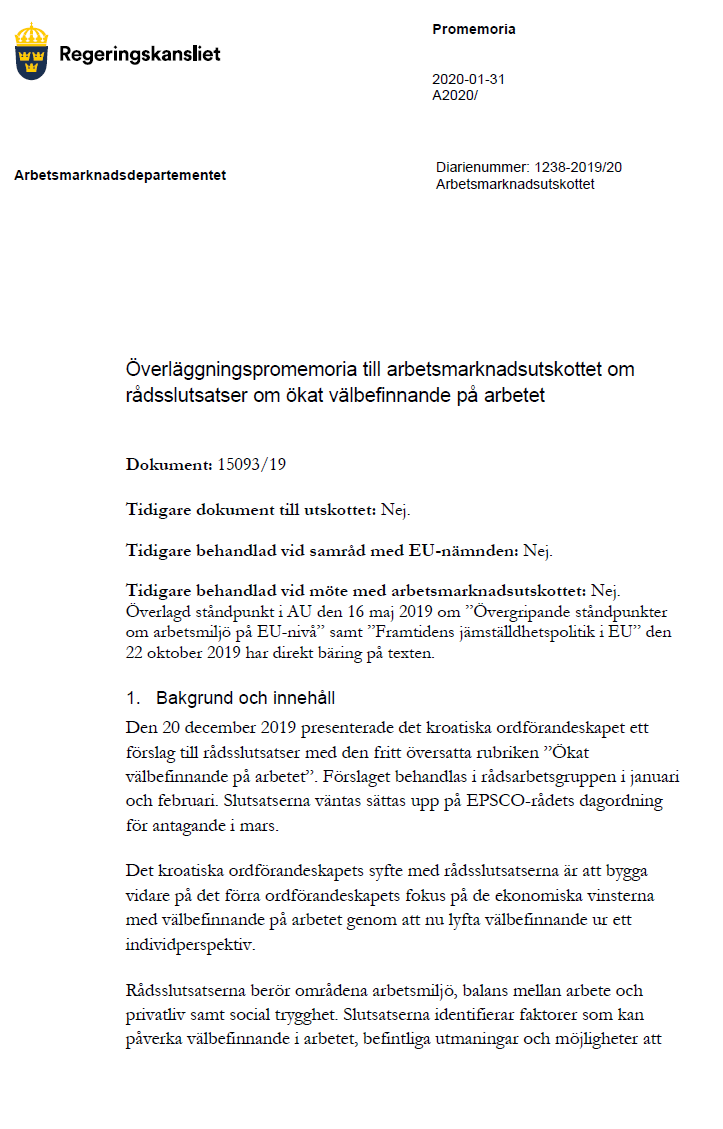 Regeringskansliet
Promemoria
2020-01-31
A2020/
Arbetsmarknadsdepartementet
Diarienummer: 1238-2019/20
Arbetsmarknadsutskottet
Överläggningspromemoria till arbetsmarknadsutskottet om
rådsslutsatser om ökat välbefinnande på arbetet
Dokument: 15093/19
Tidigare dokument till utskottet: Nej.
Tidigare behandlad vid samråd med EU-nämnden: Nej.
Tidigare behandlad vid möte med arbetsmarknadsutskottet: Nej.
Överlagd ståndpunkt i AU den 16 maj 2019 om ”Övergripande ståndpunkter
om arbetsmiljö på EU-nivå” samt ”Framtidens jämställdhetspolitik i EU” den
22 oktober 2019 har direkt bäring på texten.
1. Bakgrund och innehåll
Den 20 december 2019 presenterade det kroatiska ordförandeskapet ett
förslag till rådsslutsatser med den fritt översatta rubriken ”Ökat
välbefinnande på arbetet”. Förslaget behandlas i rådsarbetsgruppen i januari
och februari. Slutsatserna väntas sättas upp på EPSCO-rådets dagordning
för antagande i mars.
Det kroatiska ordförandeskapets syfte med rådsslutsatserna är att bygga
vidare på det förra ordförandeskapets fokus på de ekonomiska vinsterna
med välbefinnande på arbetet genom att nu lyfta välbefinnande ur ett
individperspektiv.
Rådsslutsatserna berör områdena arbetsmiljö, balans mellan arbete och
privatliv samt social trygghet. Slutsatserna identifierar faktorer som kan
påverka välbefinnande i arbetet, befintliga utmaningar och möjligheter att